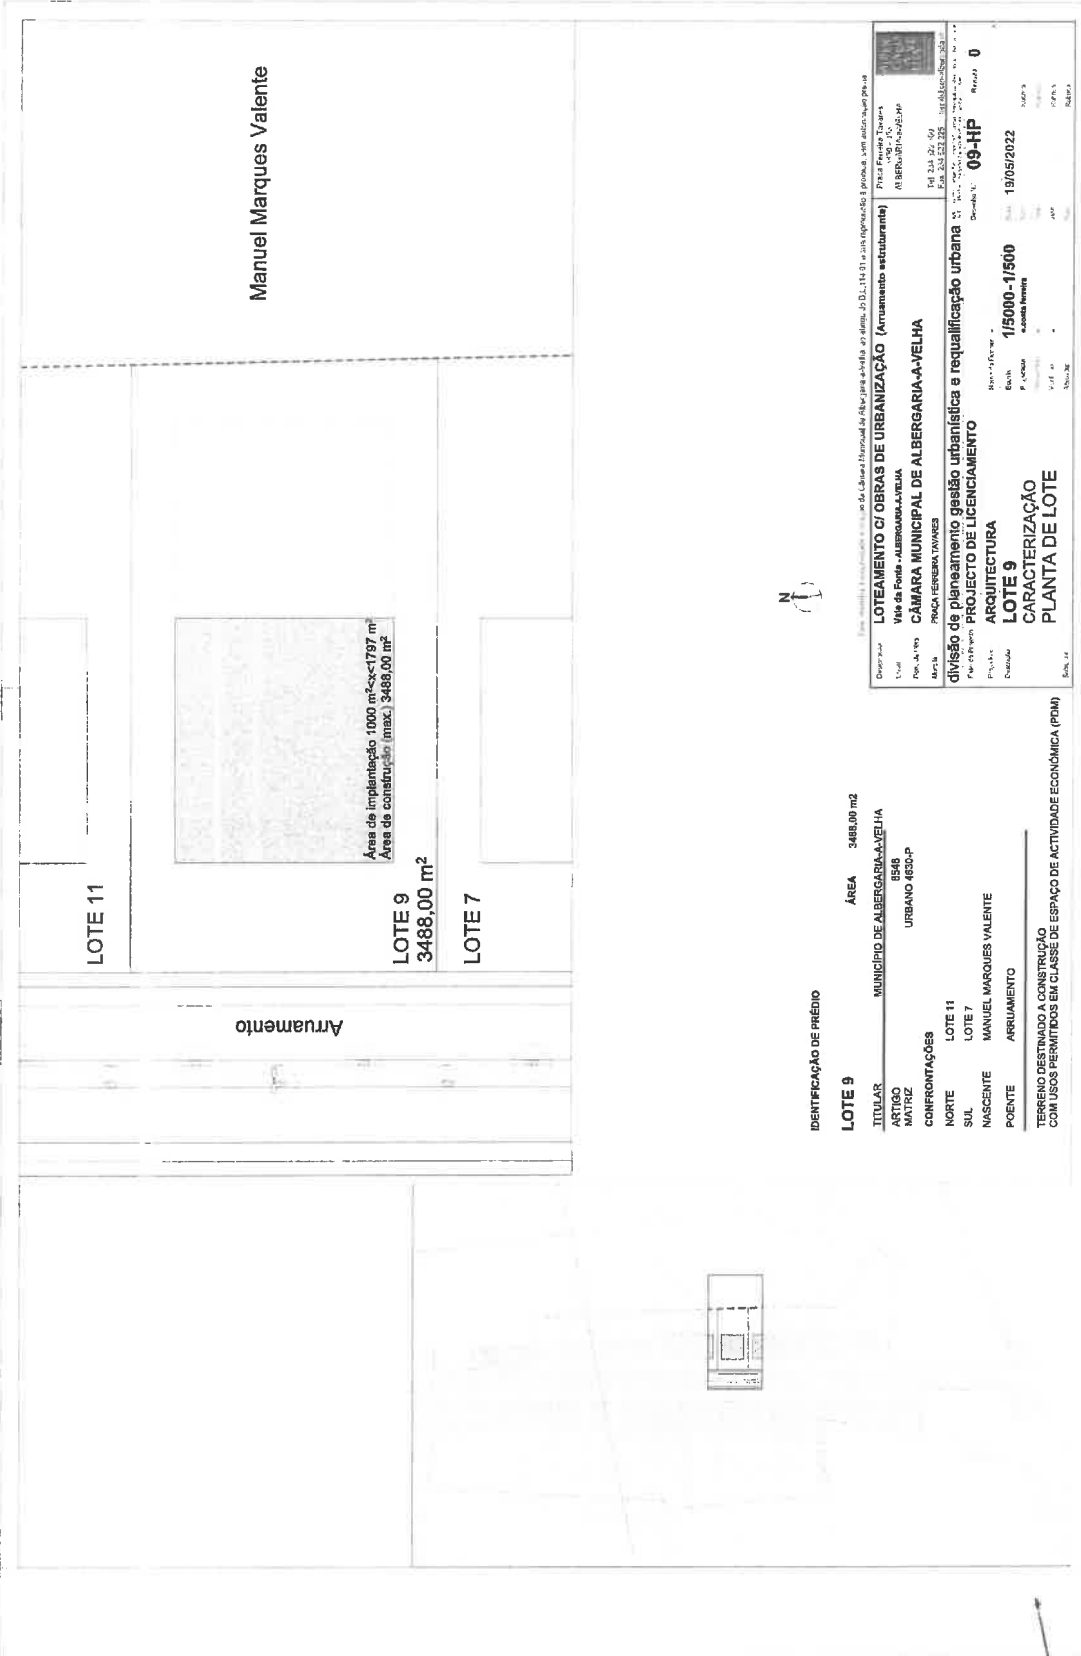 Manuel Marques Valente
LOTE 11
Área de implantação 1000 m²<x<1797 m²
Área de construção (max.) 3488,00 m²
LOTE 9
3488,00 m²
LOTE 7
Arruamento
N
IDENTIFICAÇÃO DE PRÉDIO
LOTE 9 ÁREA 3488,00 m2
TITULAR MUNICÍPIO DE ALBERGARIA-A-VELHA
ARTIGO 8548
MATRIZ URBANO 4630-P
CONFRONTAÇÕES
NORTE LOTE 11
SUL LOTE 7
NASCENTE MANUEL MARQUES VALENTE
POENTE ARRUAMENTO
TERRENO DESTINADO A CONSTRUÇÃO
COM USOS PERMITIDOS EM CLASSE DE ESPAÇO DE ACTIVIDADE ECONÓMICA (PDM)
LOTEAMENTO C/ OBRAS DE URBANIZAÇÃO (Arruamento estruturante)
Vale da Fonte - ALBERGARIA-A-VELHA
CÂMARA MUNICIPAL DE ALBERGARIA-A-VELHA
Morada PRAÇA FERREIRA TAVARES
Praça Ferreira Tavares
ALBERGARIA-A-VELHA
divisão de planeamento gestão urbanística e requalificação urbana
PROJECTO DE LICENCIAMENTO
Desenho N.º 09-HP 0
ARQUITECTURA
LOTE 9
Escala 1/5000-1/500 19/05/2022
CARACTERIZAÇÃO
PLANTA DE LOTE